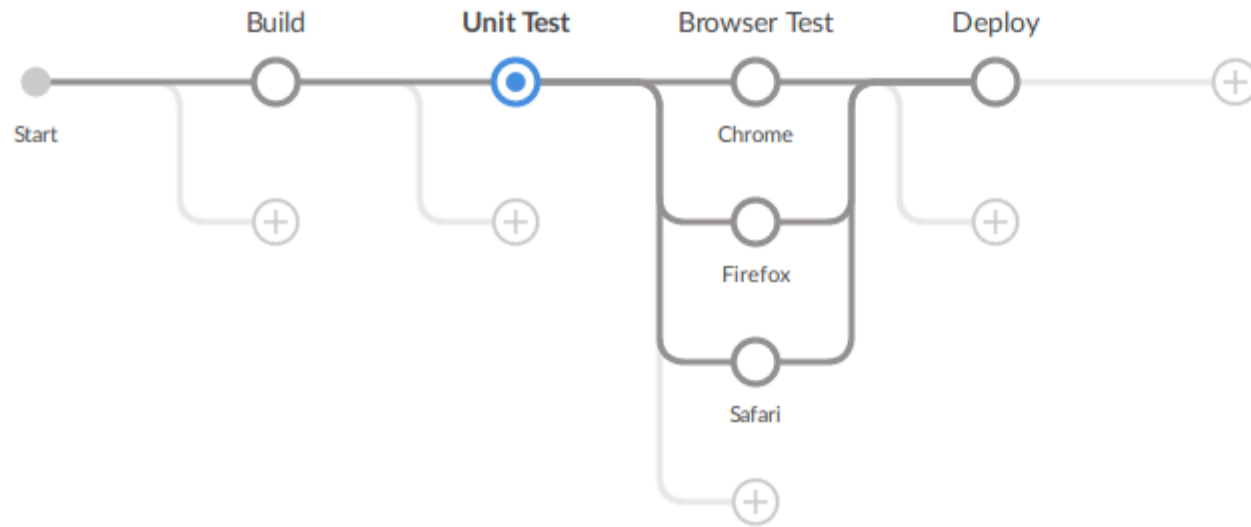 Build
Unit Test
Browser Test
Deploy
Start
Chrome
Firefox
Safari